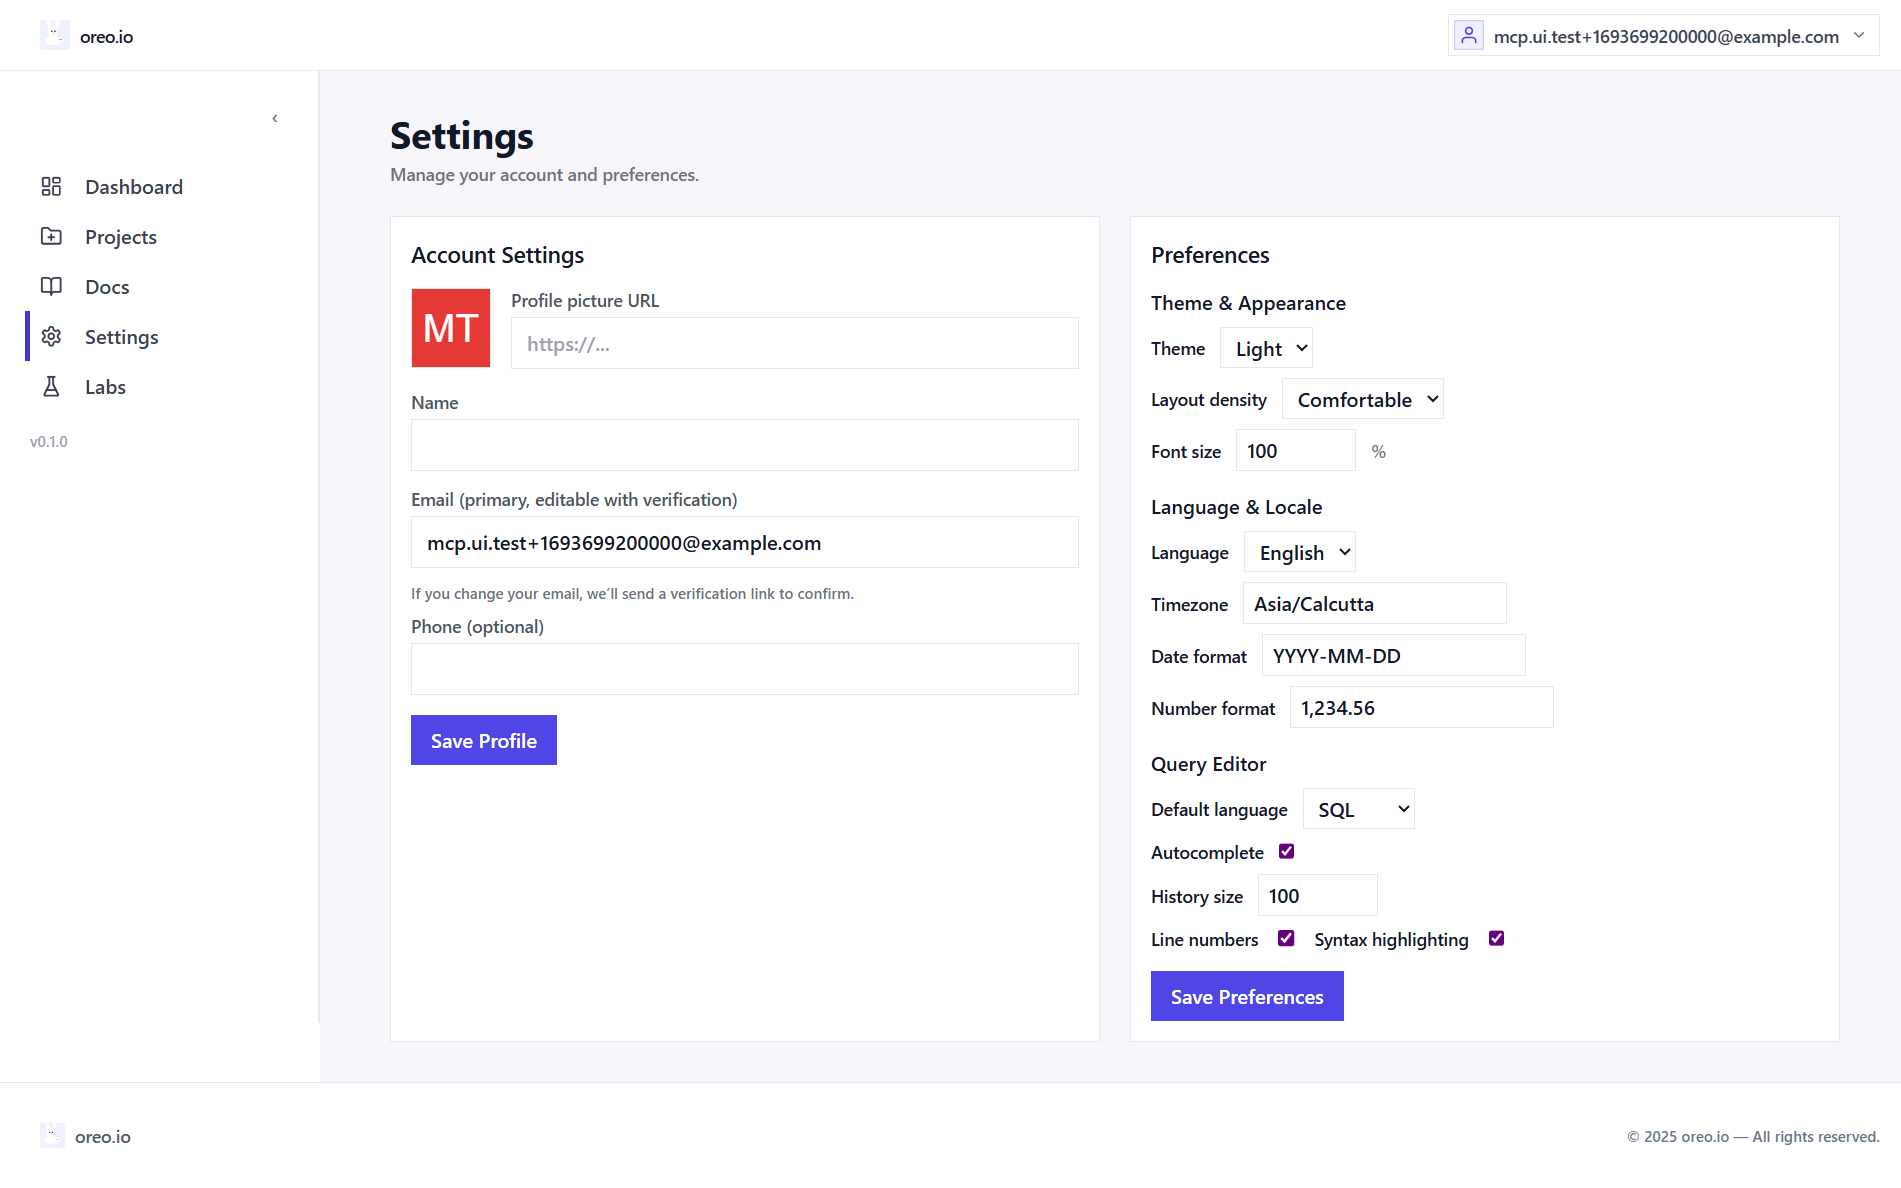 oreo.io
mcp.ui.test+1693699200000@example.com
Dashboard
Projects
Docs
Settings
Labs
v0.1.0
Settings
Manage your account and preferences.
Account Settings
MT
Profile picture URL
https://...
Name
Email (primary, editable with verification)
mcp.ui.test+1693699200000@example.com
If you change your email, we’ll send a verification link to confirm.
Phone (optional)
Save Profile
Preferences
Theme & Appearance
Theme Light
Layout density Comfortable
Font size 100 %
Language & Locale
Language English
Timezone Asia/Calcutta
Date format YYYY-MM-DD
Number format 1,234.56
Query Editor
Default language SQL
Autocomplete
History size 100
Line numbers Syntax highlighting
Save Preferences
oreo.io
© 2025 oreo.io — All rights reserved.